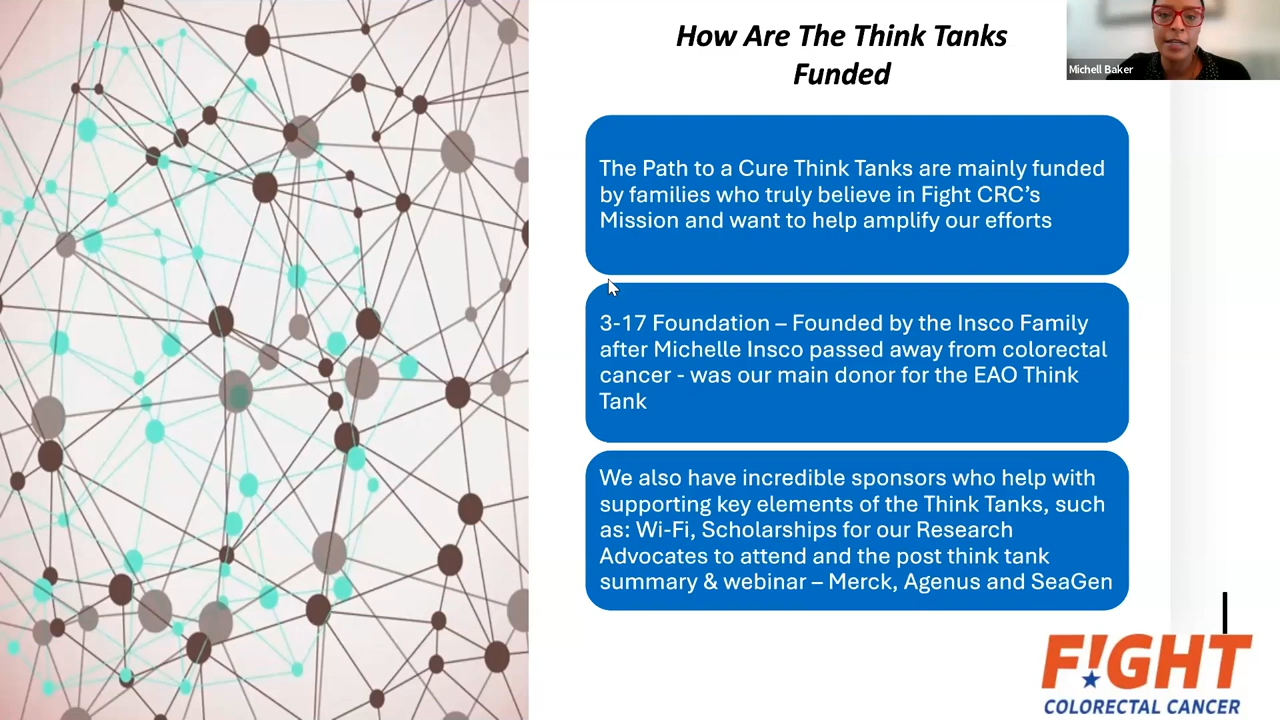 How Are The Think Tanks
Funded
Michell Baker
The Path to a Cure Think Tanks are mainly funded
by families who truly believe in Fight CRC’s
Mission and want to help amplify our efforts
3-17 Foundation – Founded by the Insco Family
after Michelle Insco passed away from colorectal
cancer - was our main donor for the EAO Think
Tank
We also have incredible sponsors who help with
supporting key elements of the Think Tanks, such
as: Wi-Fi, Scholarships for our Research
Advocates to attend and the post think tank
summary & webinar – Merck, Agenus and SeaGen
F!GHT
COLORECTAL CANCER